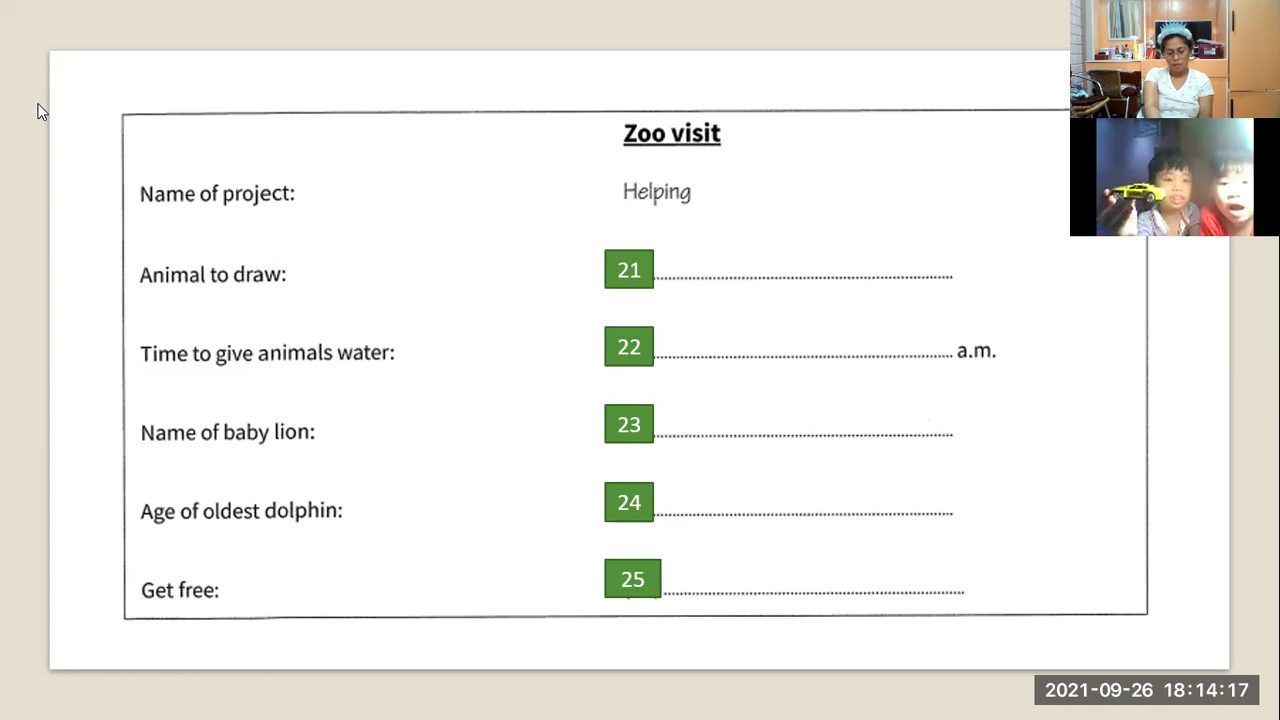 Zoo visit
Name of project: Helping
Animal to draw: 21 ........................................
Time to give animals water: 22 ........................................ a.m.
Name of baby lion: 23 ........................................
Age of oldest dolphin: 24 ........................................
Get free: 25 ........................................
2021-09-26 18:14:17